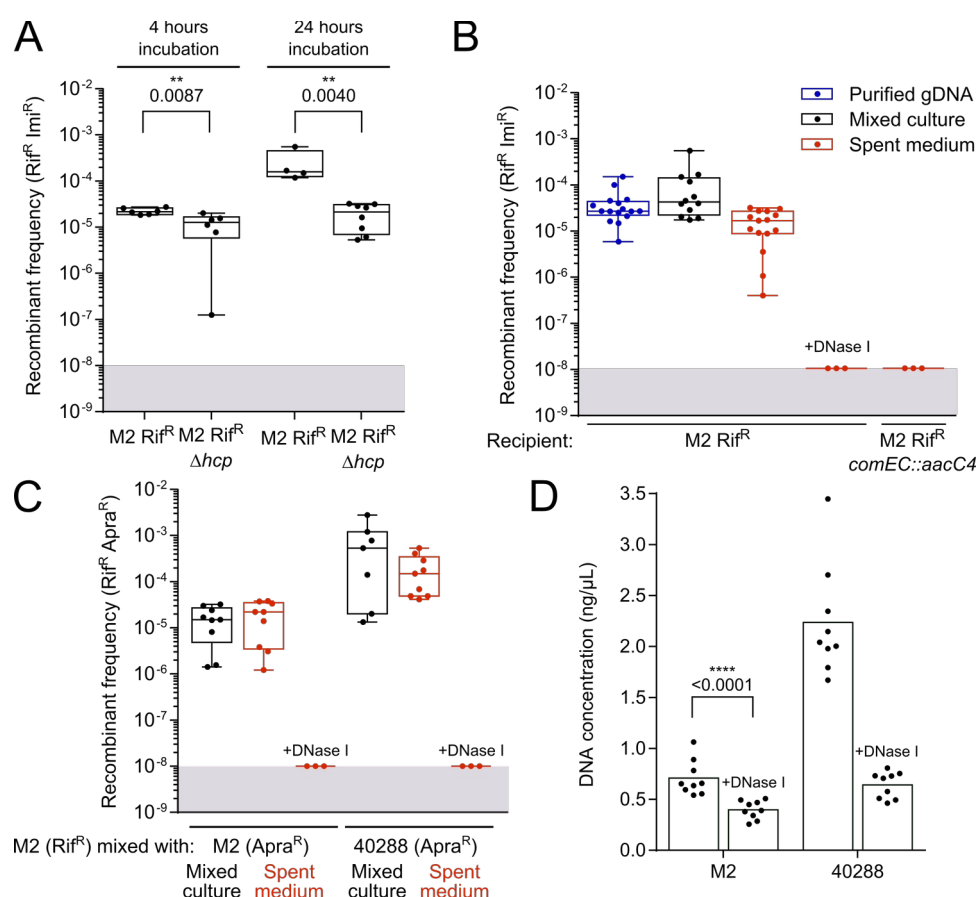 A
4 hours
incubation
24 hours
incubation
**
0.0087
**
0.0040
Recombinant frequency (Rif^R Imi^R)
10^-2
10^-3
10^-4
10^-5
10^-6
10^-7
10^-8
10^-9
M2 Rif^R
M2 Rif^R
Δhcp
M2 Rif^R
M2 Rif^R
Δhcp
B
Purified gDNA
Mixed culture
Spent medium
Recombinant frequency (Rif^R Imi^R)
10^-2
10^-3
10^-4
10^-5
10^-6
10^-7
10^-8
10^-9
+DNase I
Recipient:
M2 Rif^R
M2 Rif^R
comEC::aacC4
C
Recombinant frequency (Rif^R Apra^R)
10^-2
10^-3
10^-4
10^-5
10^-6
10^-7
10^-8
10^-9
+DNase I
+DNase I
M2 (Rif^R) mixed with:
M2 (Apra^R)
40288 (Apra^R)
Mixed
culture
Spent
medium
Mixed
culture
Spent
medium
D
DNA concentration (ng/µL)
3.5
3.0
2.5
2.0
1.5
1.0
0.5
0.0
****
<0.0001
+DNase I
+DNase I
M2
40288